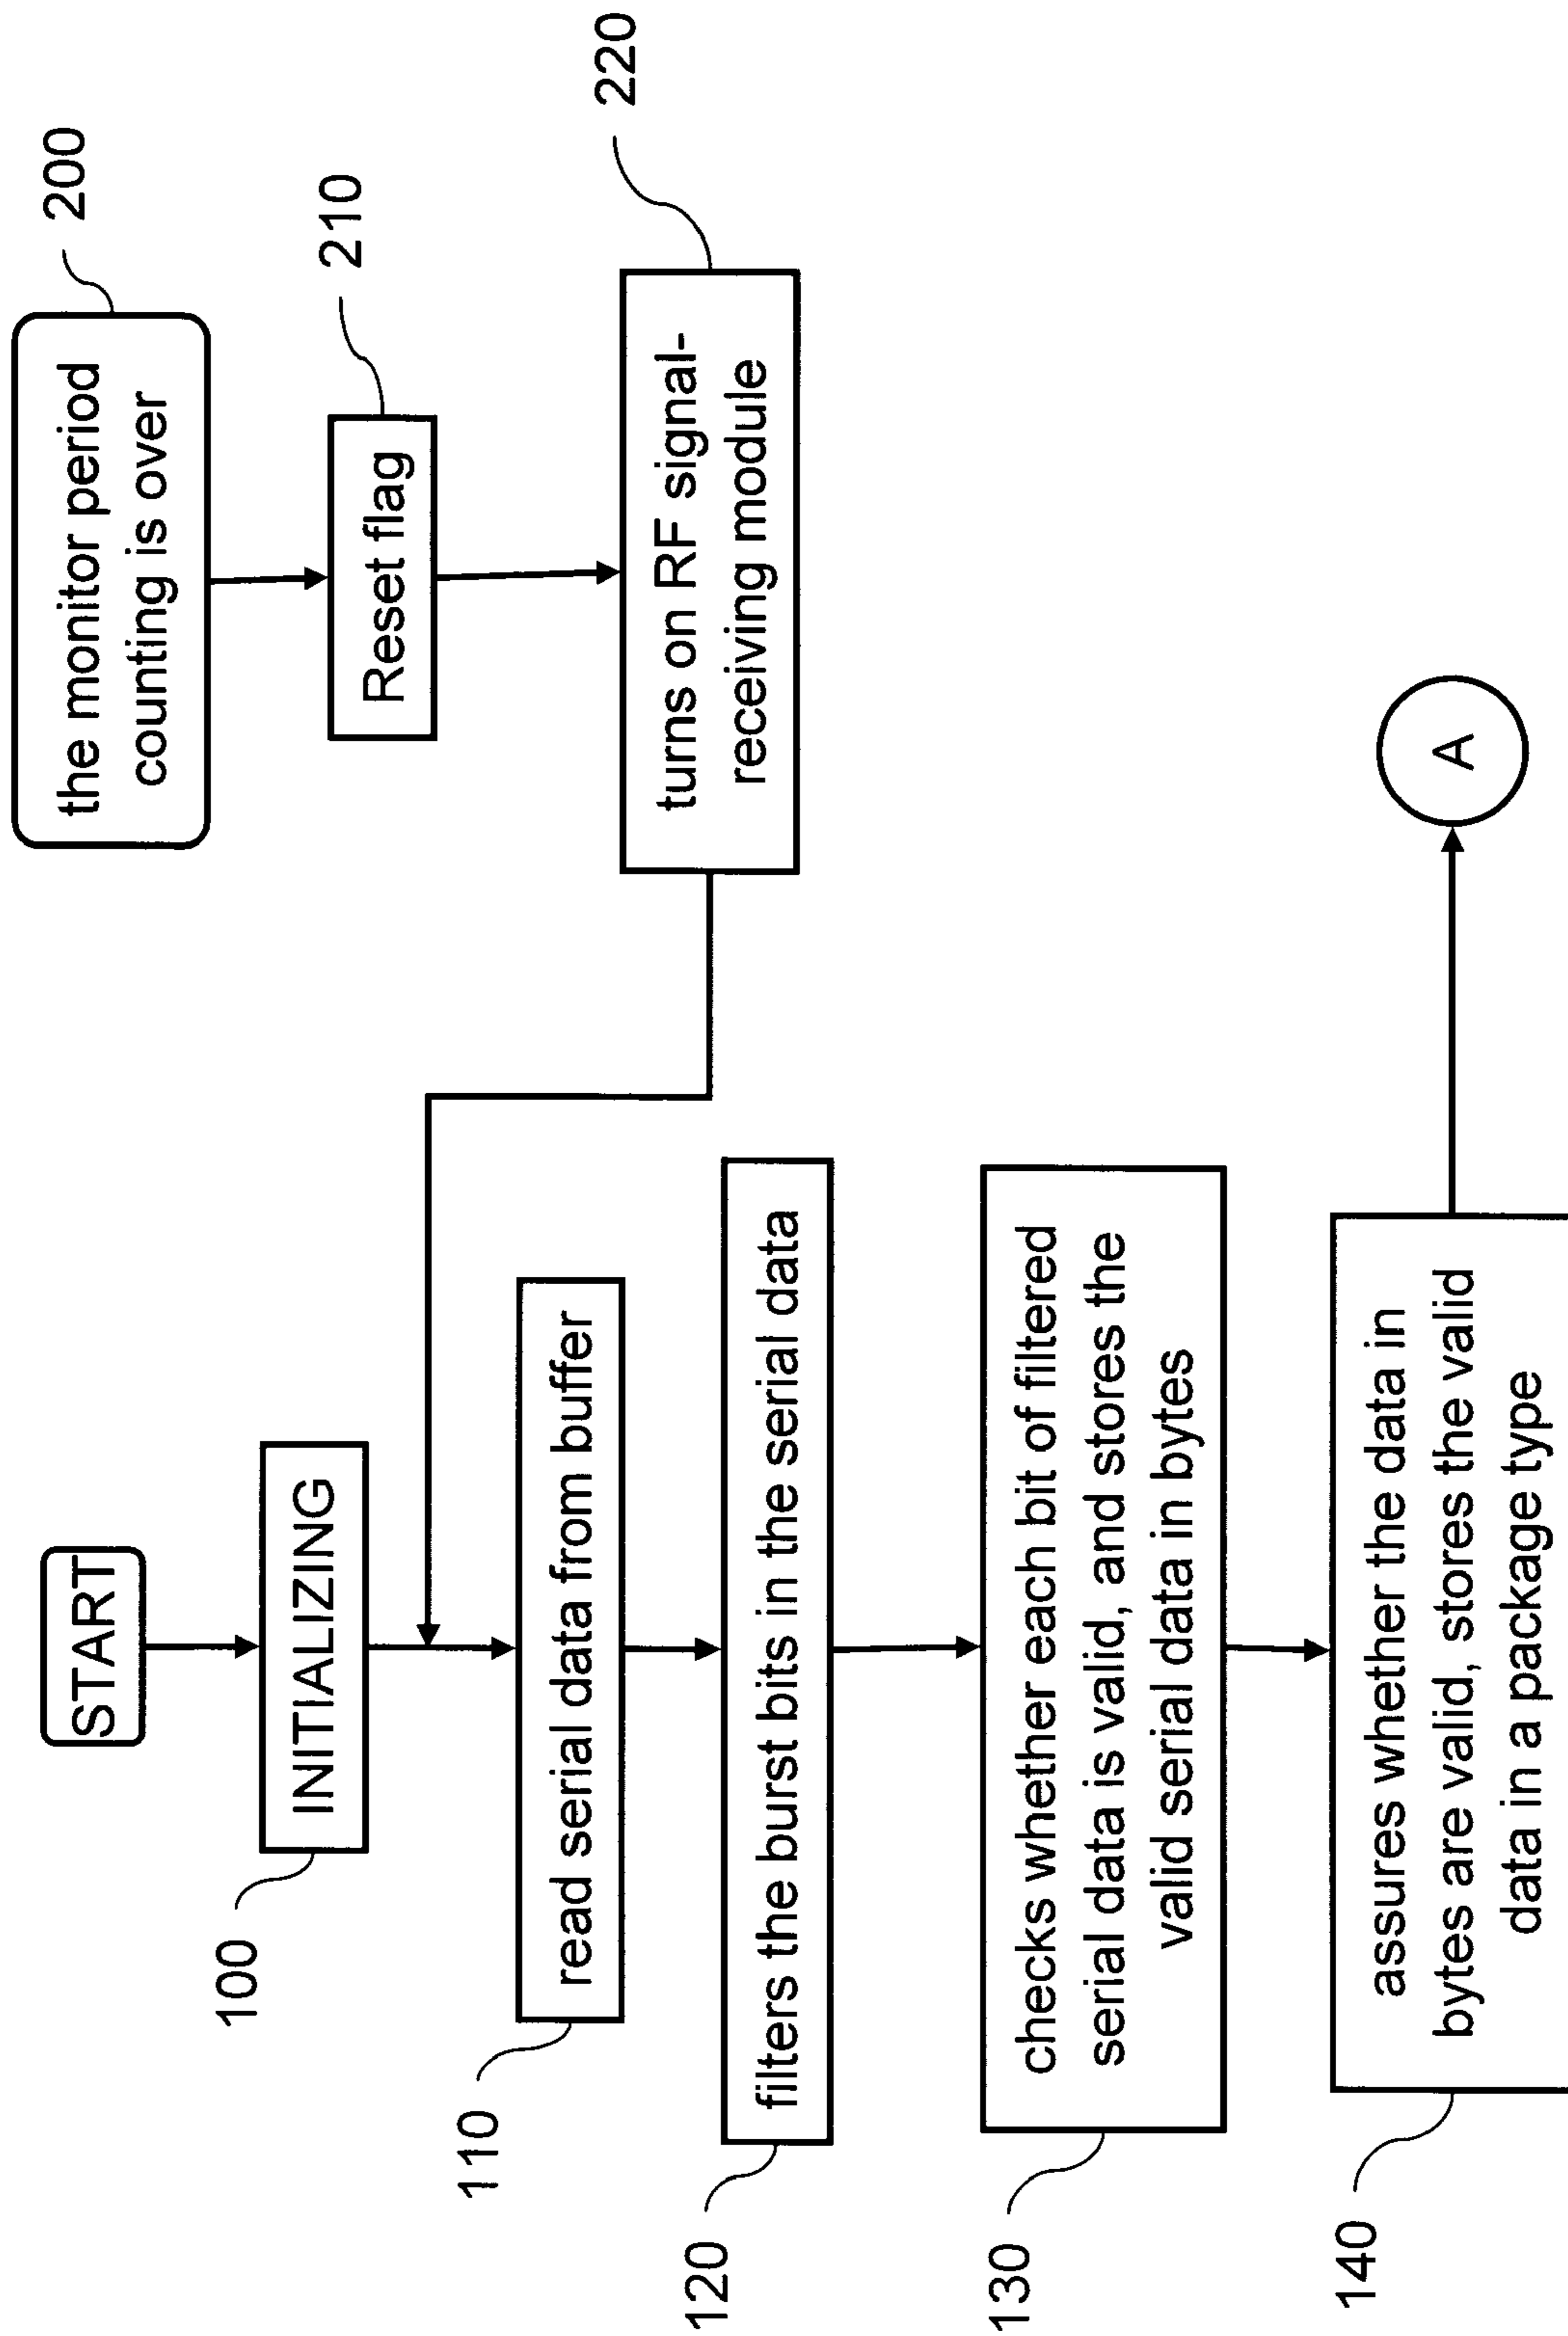 START
100
INITIALIZING
110
read serial data from buffer
120
filters the burst bits in the serial data
130
checks whether each bit of filtered
serial data is valid, and stores the
valid serial data in bytes
140
assures whether the data in
bytes are valid, stores the valid
data in a package type
A
the monitor period
counting is over
200
Reset flag
210
turns on RF signal-
receiving module
220